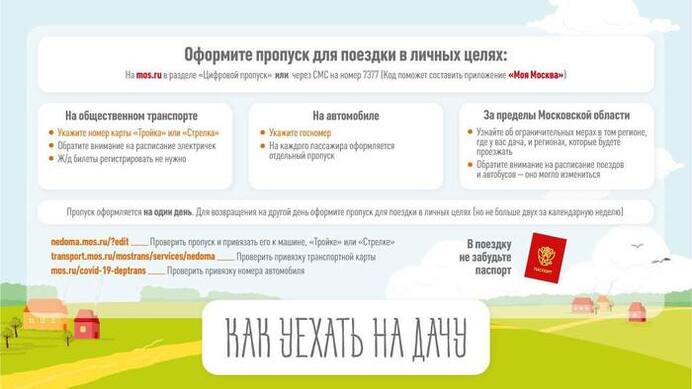 Оформите пропуск для поездки в личных целях:
На mos.ru в разделе «Цифровой пропуск» или через СМС на номер 7377 (Код поможет составить приложение «Моя Москва»)
На общественном транспорте
Укажите номер карты «Тройка» или «Стрелка»
Обратите внимание на расписание электричек
Ж/д билеты регистрировать не нужно
На автомобиле
Укажите госномер
На каждого пассажира оформляется
отдельный пропуск
За пределы Московской области
Узнайте об ограничительных мерах в том регионе,
где у вас дача, и регионах, которые будете
проезжать
Обратите внимание на расписание поездов
и автобусов – оно могло измениться
Пропуск оформляется на один день. Для возвращения на другой день оформите пропуск для поездки в личных целях (но не больше двух за календарную неделю)
nedoma.mos.ru/?edit ____ Проверить пропуск и привязать его к машине, «Тройке» или «Стрелке»
transport.mos.ru/mostrans/services/nedoma ____ Проверить привязку транспортной карты
mos.ru/covid-19-deptrans ____ Проверить привязку номера автомобиля
В поездку
не забудьте
паспорт
ПАСПОРТ
КАК УЕХАТЬ НА ДАЧУ